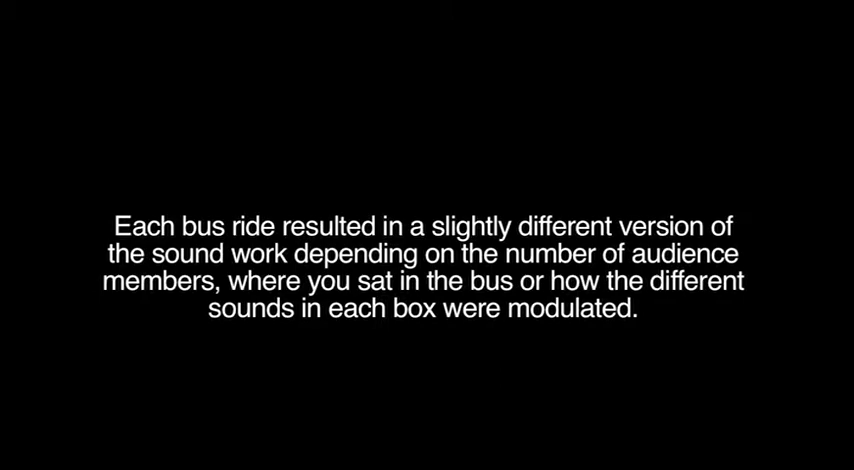 Each bus ride resulted in a slightly different version of
the sound work depending on the number of audience
members, where you sat in the bus or how the different
sounds in each box were modulated.